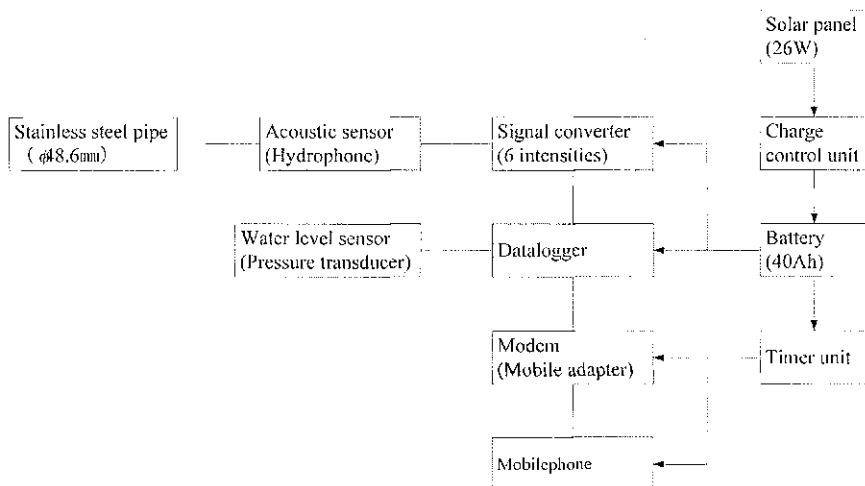 Solar panel
(26W)
Stainless steel pipe
( φ48.6㎜)
Acoustic sensor
(Hydrophone)
Signal converter
(6 intensities)
Charge
control unit
Water level sensor
(Pressure transducer)
Datalogger
Battery
(40Ah)
Modem
(Mobile adapter)
Timer unit
Mobilephone